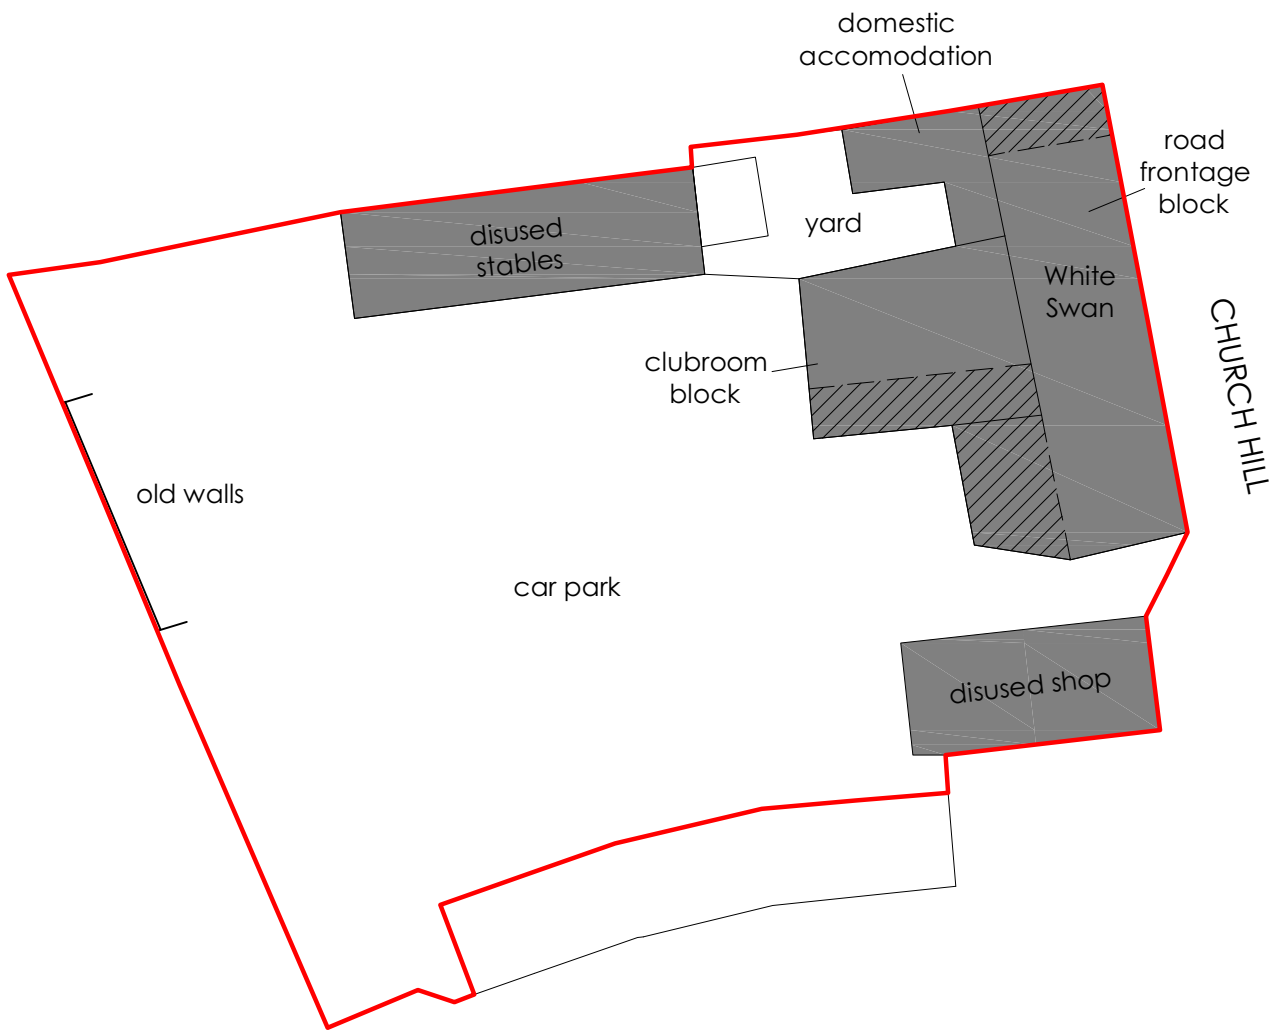 domestic
accomodation
road
frontage
block
disused
stables
yard
White
Swan
CHURCH HILL
clubroom
block
old walls
car park
disused shop